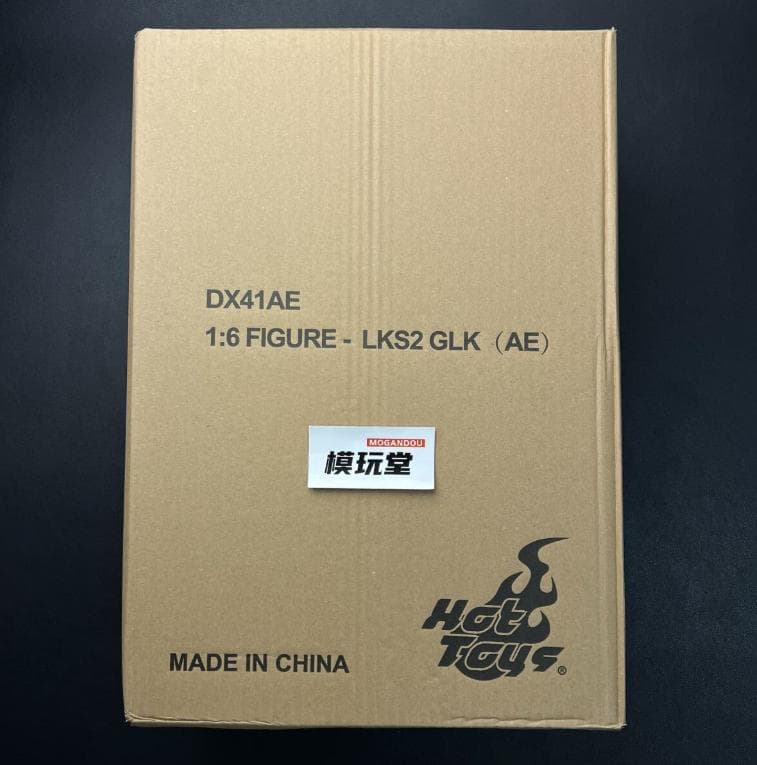 DX41AE
1:6 FIGURE - LKS2 GLK（AE）
MOGANDOU
模玩堂
Hot
Toys®
MADE IN CHINA